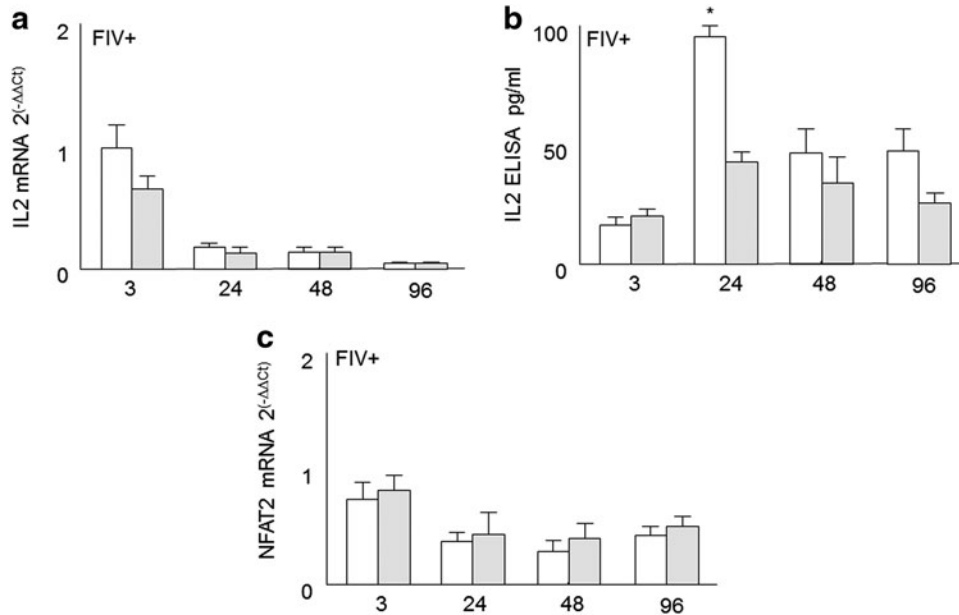 a
2
FIV+
1
0
IL2 mRNA 2(-ΔΔCt)
3 24 48 96
b
*
100
FIV+
50
0
IL2 ELISA pg/ml
3 24 48 96
c
2
FIV+
1
0
NFAT2 mRNA 2(-ΔΔCt)
3 24 48 96